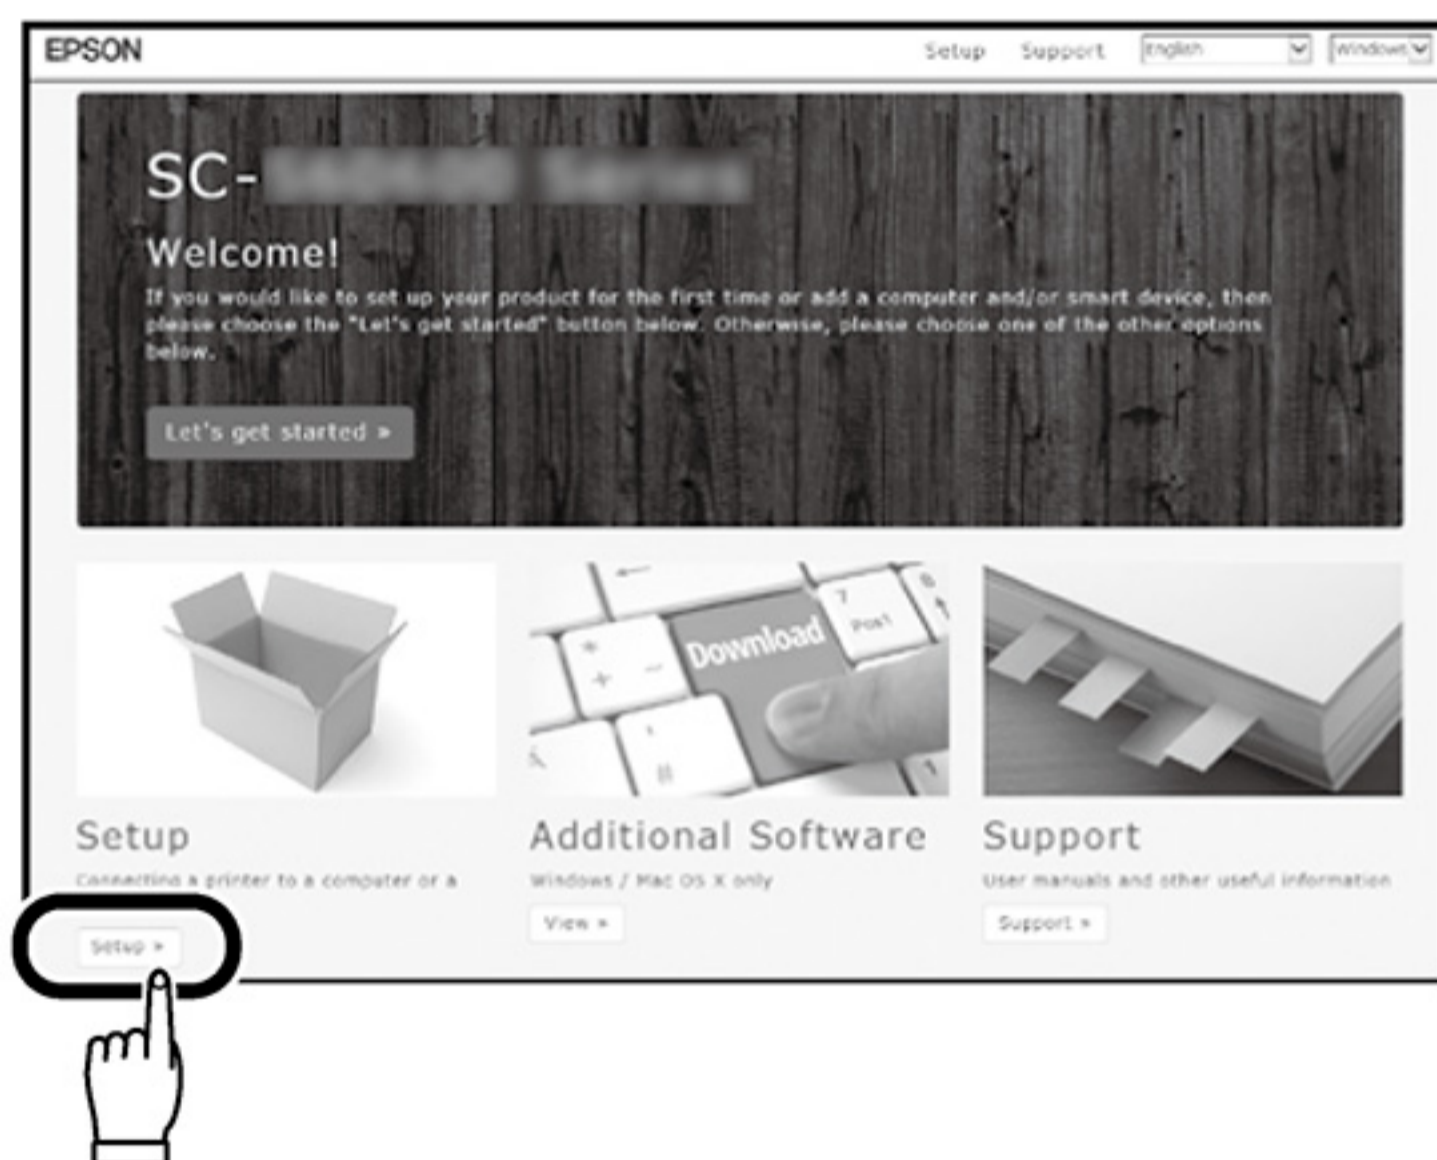 EPSON
Setup Support English Windows
SC-
Welcome!
If you would like to set up your product for the first time or add a computer and/or smart device, then
please choose the "Let's get started" button below. Otherwise, please choose one of the other options
below.
Let's get started »
Download
7
Post
*
+ ~
#
Setup
Connecting a printer to a computer or a
Setup »
Additional Software
Windows / Mac OS X only
View »
Support
User manuals and other useful information
Support »